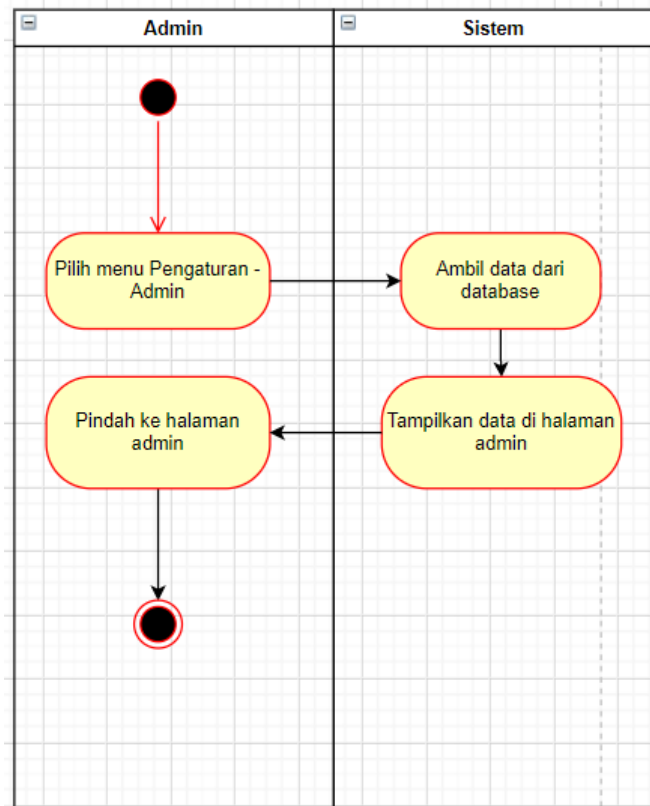 Admin
Sistem
Pilih menu Pengaturan -
Admin
Ambil data dari
database
Tampilkan data di halaman
admin
Pindah ke halaman
admin